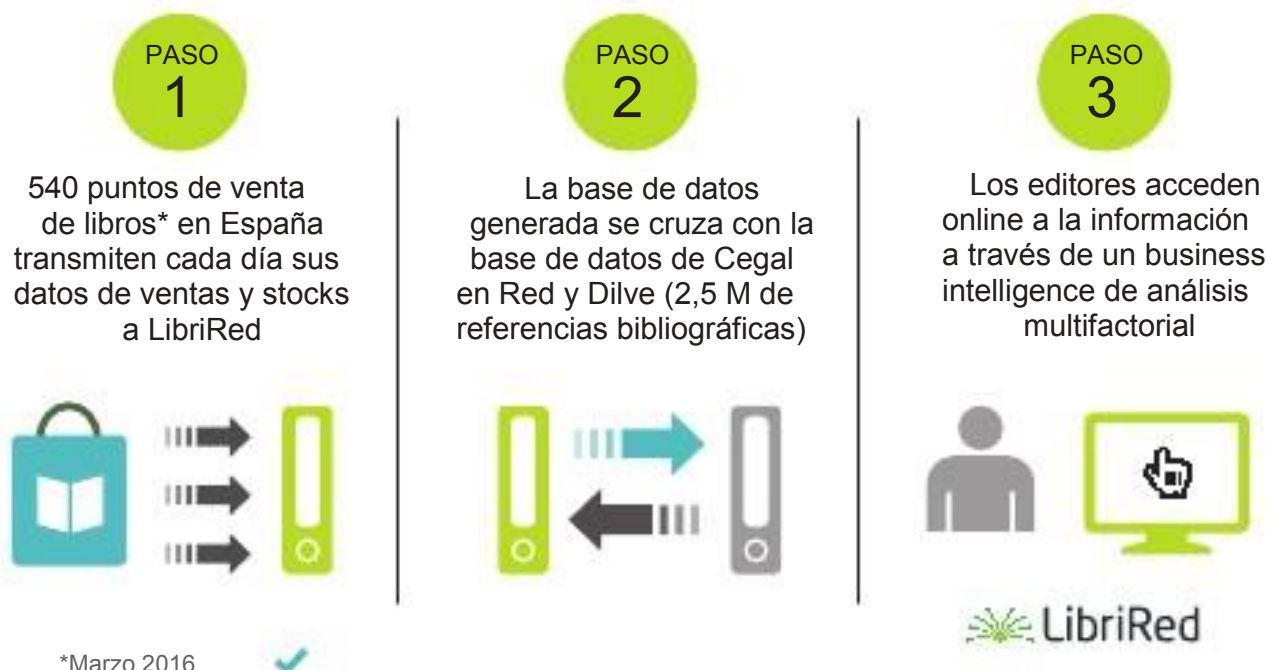 PASO
1
540 puntos de venta
de libros* en España
transmiten cada día sus
datos de ventas y stocks
a LibriRed
PASO
2
La base de datos
generada se cruza con la
base de datos de Cegal
en Red y Dilve (2,5 M de
referencias bibliográficas)
PASO
3
Los editores acceden
online a la información
a través de un business
intelligence de análisis
multifactorial
LibriRed
*Marzo 2016